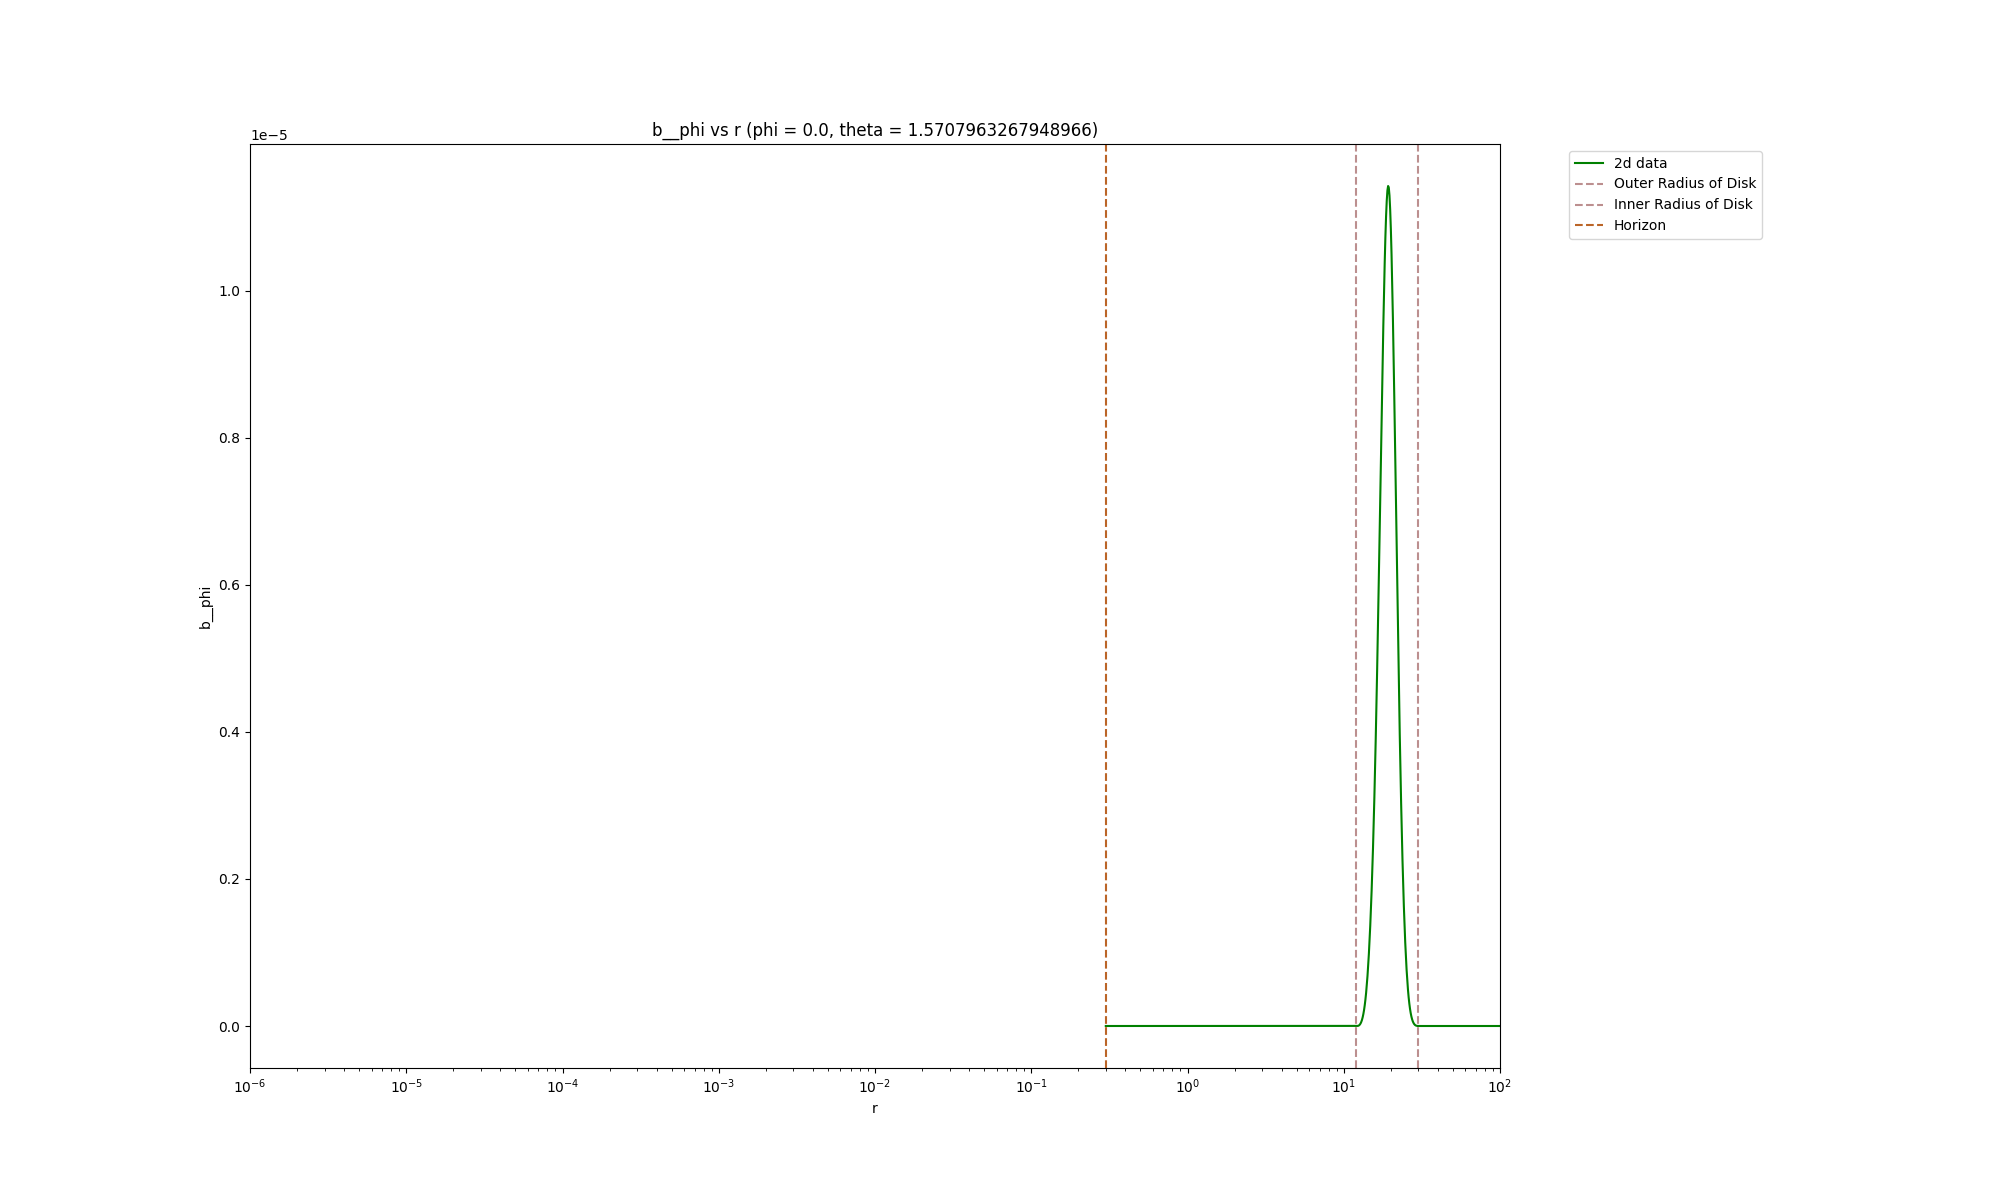 b__phi vs r (phi = 0.0, theta = 1.5707963267948966)
1e−5
1.0
0.8
0.6
0.4
0.2
0.0
b__phi
10⁻⁶ 10⁻⁵ 10⁻⁴ 10⁻³ 10⁻² 10⁻¹ 10⁰ 10¹ 10²
r
2d data
Outer Radius of Disk
Inner Radius of Disk
Horizon